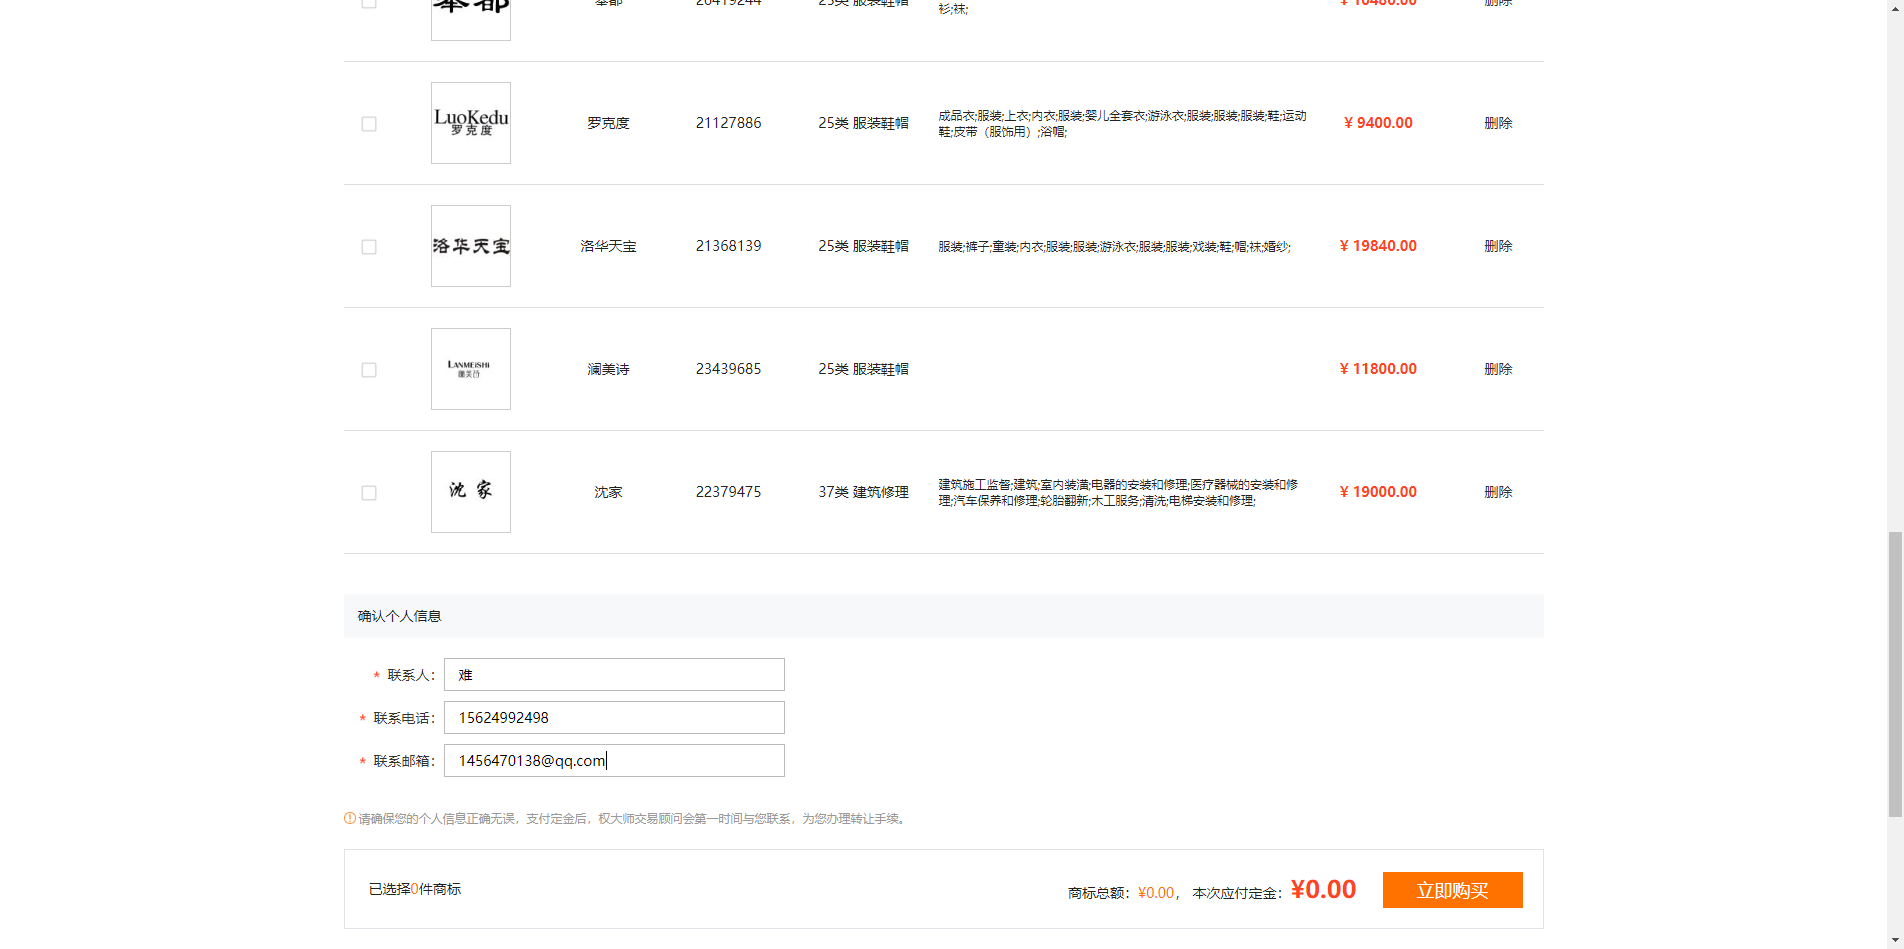 26419244
25类 服装鞋帽
衫;袜;
¥ 10480.00
删除
LuoKedu
罗克度
罗克度
21127886
25类 服装鞋帽
成品衣;服装;上衣;内衣;服装;婴儿全套衣;游泳衣;服装;服装;服装;鞋;运动
鞋;皮带（服饰用）;浴帽;
¥ 9400.00
删除
洛华天宝
洛华天宝
21368139
25类 服装鞋帽
服装;裤子;童装;内衣;服装;服装;游泳衣;服装;服装;戏装;鞋;帽;袜;婚纱;
¥ 19840.00
删除
LANMEISHI
澜美诗
澜美诗
23439685
25类 服装鞋帽
¥ 11800.00
删除
沈 家
沈家
22379475
37类 建筑修理
建筑施工监督;建筑;室内装潢;电器的安装和修理;医疗器械的安装和修
理;汽车保养和修理;轮胎翻新;木工服务;清洗;电梯安装和修理;
¥ 19000.00
删除
确认个人信息
* 联系人： 难
* 联系电话： 15624992498
* 联系邮箱： 1456470138@qq.com
请确保您的个人信息正确无误，支付定金后，权大师交易顾问会第一时间与您联系，为您办理转让手续。
已选择0件商标
商标总额：¥0.00， 本次应付定金：¥0.00
立即购买